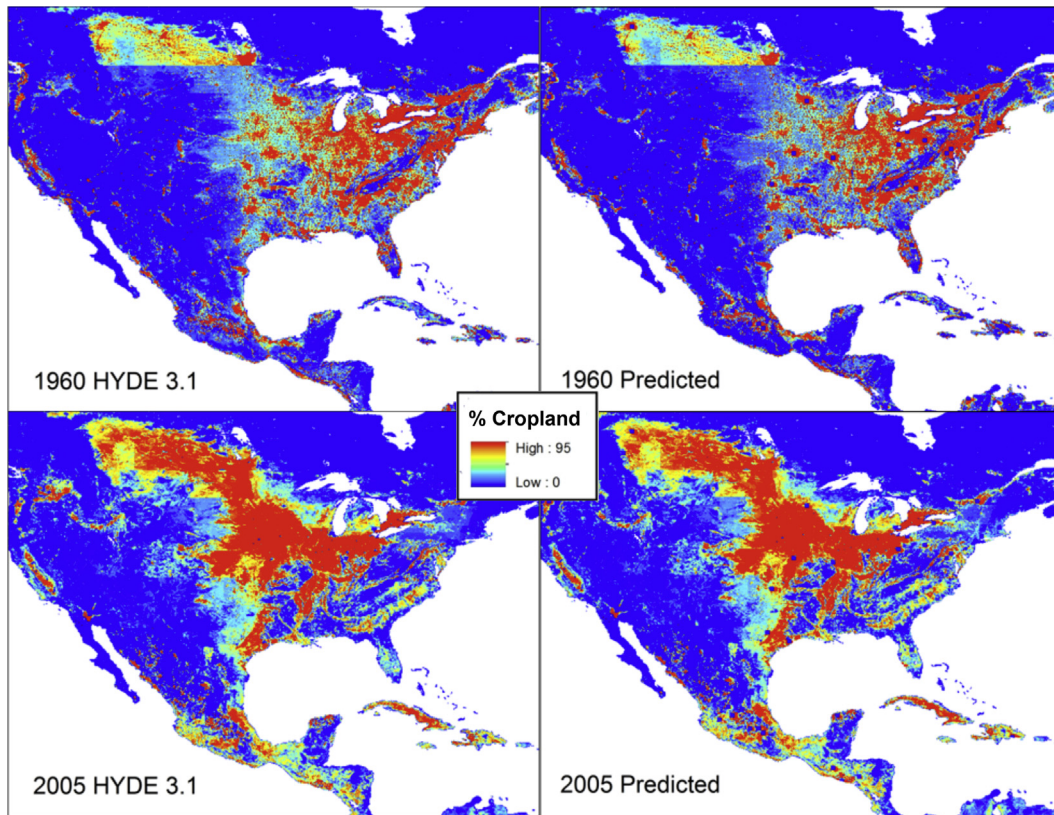 1960 HYDE 3.1
1960 Predicted
% Cropland
High : 95
Low : 0
2005 HYDE 3.1
2005 Predicted